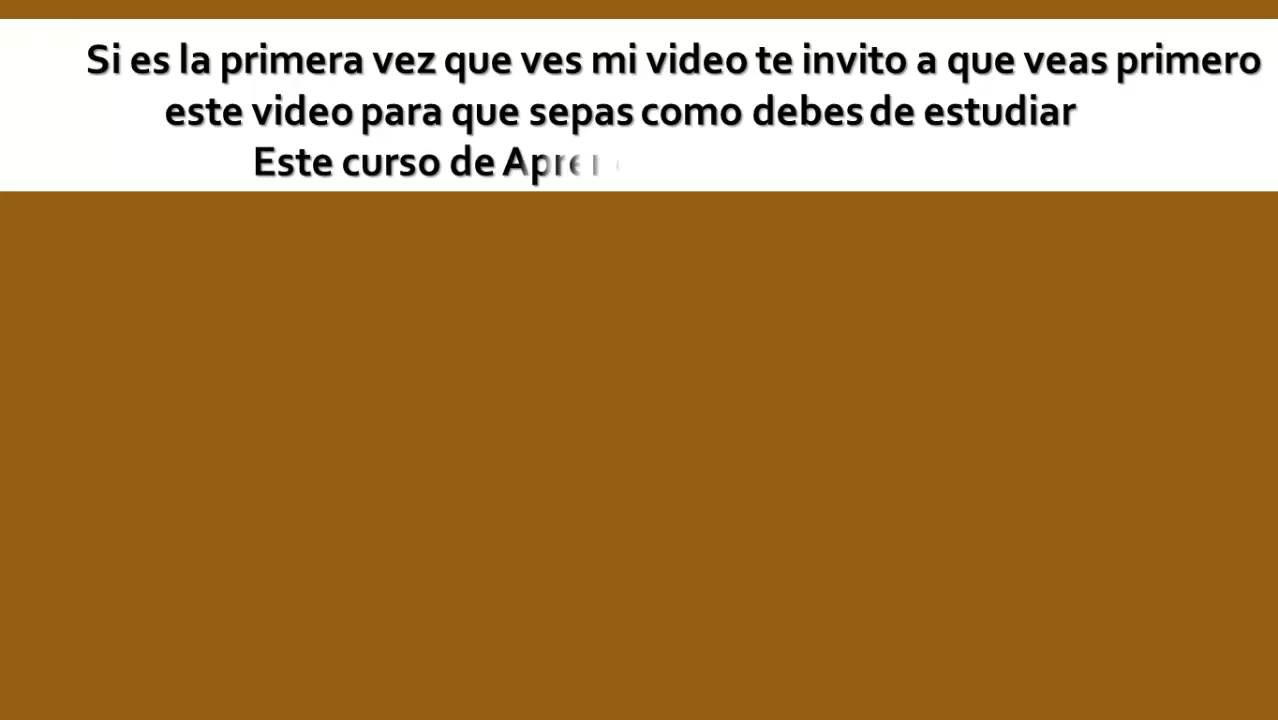 Si es la primera vez que ves mi video te invito a que veas primero
este video para que sepas como debes de estudiar
Este curso de